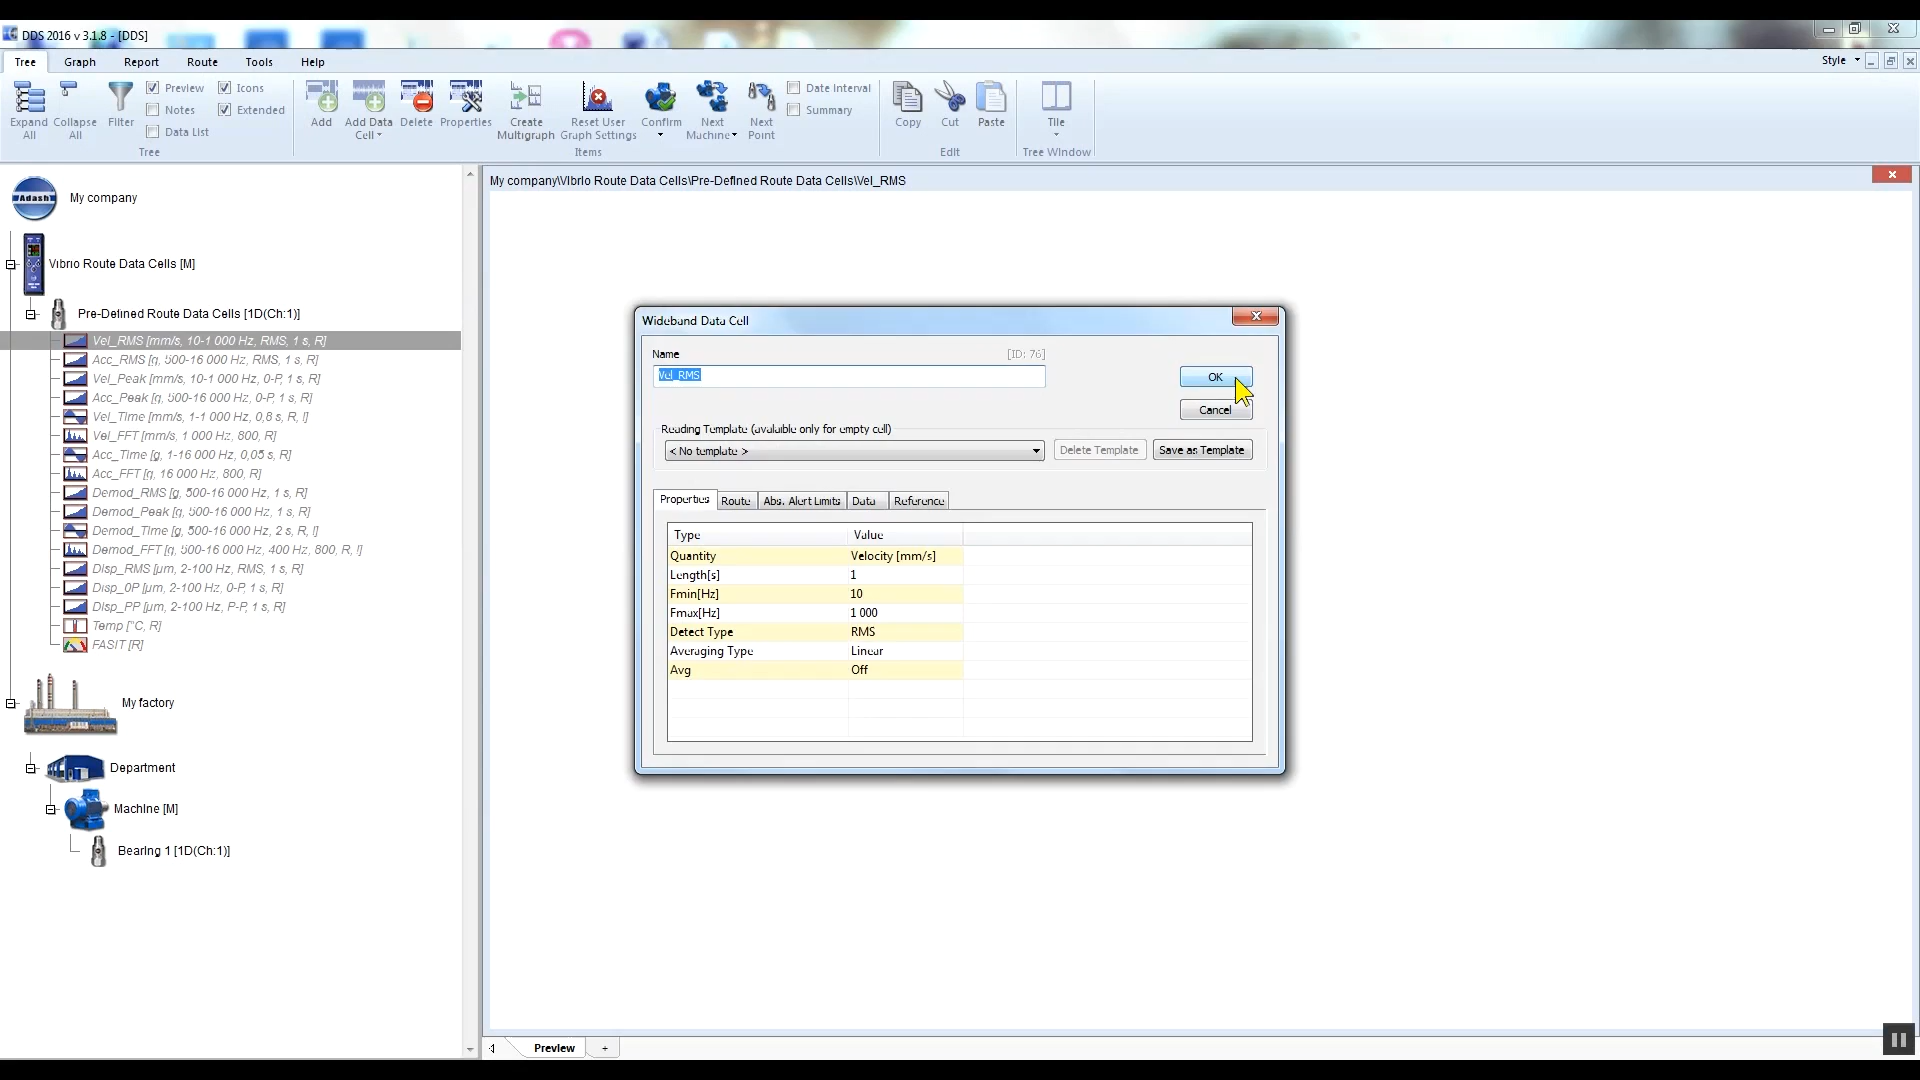 DDS 2016 v 3.1.8 - [DDS]
Tree Graph Report Route Tools Help Style
Expand All
Collapse All
Filter
Preview
Notes
Data List
Icons
Extended
Tree
Add
Add Data Cell
Delete
Properties
Create Multigraph
Reset User Graph Settings
Confirm
Next Machine
Next Point
Date Interval
Summary
Items
Copy
Cut
Paste
Edit
Tile
Tree Window
Adash
My company
Vibrio Route Data Cells [M]
Pre-Defined Route Data Cells [1D(Ch:1)]
Vel_RMS [mm/s, 10-1 000 Hz, RMS, 1 s, R]
Acc_RMS [g, 500-16 000 Hz, RMS, 1 s, R]
Vel_Peak [mm/s, 10-1 000 Hz, 0-P, 1 s, R]
Acc_Peak [g, 500-16 000 Hz, 0-P, 1 s, R]
Vel_Time [mm/s, 1-1 000 Hz, 0,8 s, R, !]
Vel_FFT [mm/s, 1 000 Hz, 800, R]
Acc_Time [g, 1-16 000 Hz, 0,05 s, R]
Acc_FFT [g, 16 000 Hz, 800, R]
Demod_RMS [g, 500-16 000 Hz, 1 s, R]
Demod_Peak [g, 500-16 000 Hz, 1 s, R]
Demod_Time [g, 500-16 000 Hz, 2 s, R, !]
Demod_FFT [g, 500-16 000 Hz, 400 Hz, 800, R, !]
Disp_RMS [µm, 2-100 Hz, RMS, 1 s, R]
Disp_0P [µm, 2-100 Hz, 0-P, 1 s, R]
Disp_PP [µm, 2-100 Hz, P-P, 1 s, R]
Temp [°C, R]
FASIT [R]
My factory
Department
Machine [M]
Bearing 1 [1D(Ch:1)]
My company\Vibrio Route Data Cells\Pre-Defined Route Data Cells\Vel_RMS
Wideband Data Cell
Name [ID: 76]
Vel_RMS
OK
Cancel
Reading Template (avalaible only for empty cell)
< No template >
Delete Template
Save as Template
Properties Route Abs. Alert Limits Data Reference
Type Value
Quantity Velocity [mm/s]
Length[s] 1
Fmin[Hz] 10
Fmax[Hz] 1 000
Detect Type RMS
Averaging Type Linear
Avg Off
Preview +